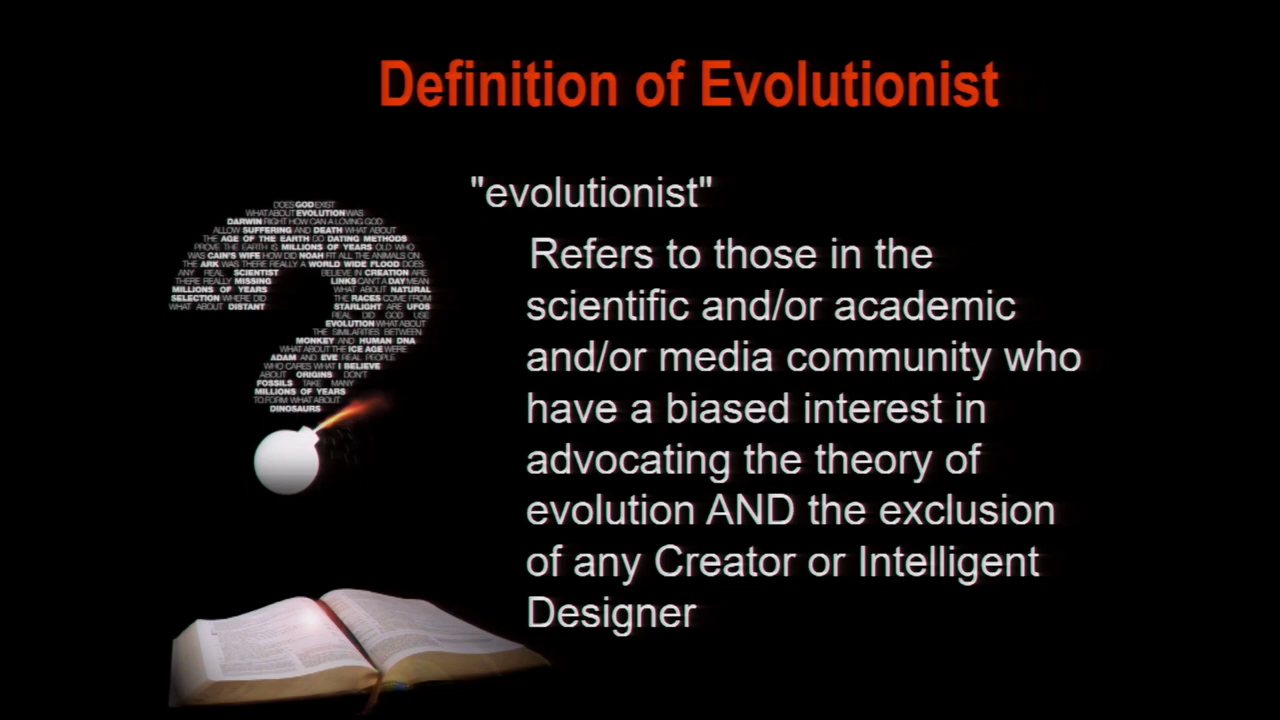 Definition of Evolutionist
"evolutionist"
Refers to those in the
scientific and/or academic
and/or media community who
have a biased interest in
advocating the theory of
evolution AND the exclusion
of any Creator or Intelligent
Designer
DOES GOD EXIST
WHAT ABOUT EVOLUTION WAS
DARWIN RIGHT HOW CAN A LOVING GOD
ALLOW SUFFERING AND DEATH WHAT ABOUT
THE AGE OF THE EARTH DO DATING METHODS
PROVE THE EARTH IS MILLIONS OF YEARS OLD WHO
WAS CAIN'S WIFE HOW DID NOAH FIT ALL THE ANIMALS ON
THE ARK WAS THERE REALLY A WORLD WIDE FLOOD DOES
ANY REAL SCIENTIST BELIEVE IN CREATION ARE
THERE REALLY MISSING LINKS CAN'T A DAY MEAN
MILLIONS OF YEARS WHAT ABOUT NATURAL
SELECTION WHERE DID THE RACES COME FROM
WHAT ABOUT DISTANT STARLIGHT ARE UFOS
REAL DID GOD USE
EVOLUTION WHAT ABOUT
THE SIMILARITIES BETWEEN
MONKEY AND HUMAN DNA
WHAT ABOUT THE ICE AGE WERE
ADAM AND EVE REAL PEOPLE
WHO CARES WHAT I BELIEVE
ABOUT ORIGINS DON'T
FOSSILS TAKE MANY
MILLIONS OF YEARS
TO FORM WHAT ABOUT
DINOSAURS